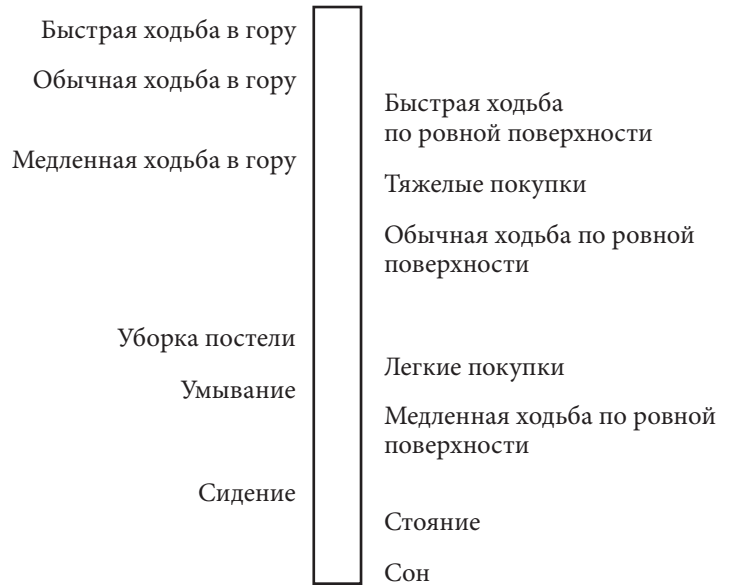 Быстрая ходьба в гору
Обычная ходьба в гору
Быстрая ходьба
по ровной поверхности
Медленная ходьба в гору
Тяжелые покупки
Обычная ходьба по ровной
поверхности
Уборка постели
Легкие покупки
Умывание
Медленная ходьба по ровной
поверхности
Сидение
Стояние
Сон